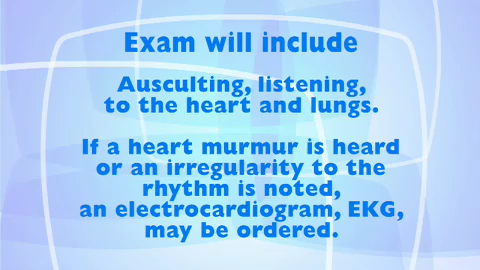 Exam will include
Ausculting, listening,
to the heart and lungs.
If a heart murmur is heard
or an irregularity to the
rhythm is noted,
an electrocardiogram, EKG,
may be ordered.